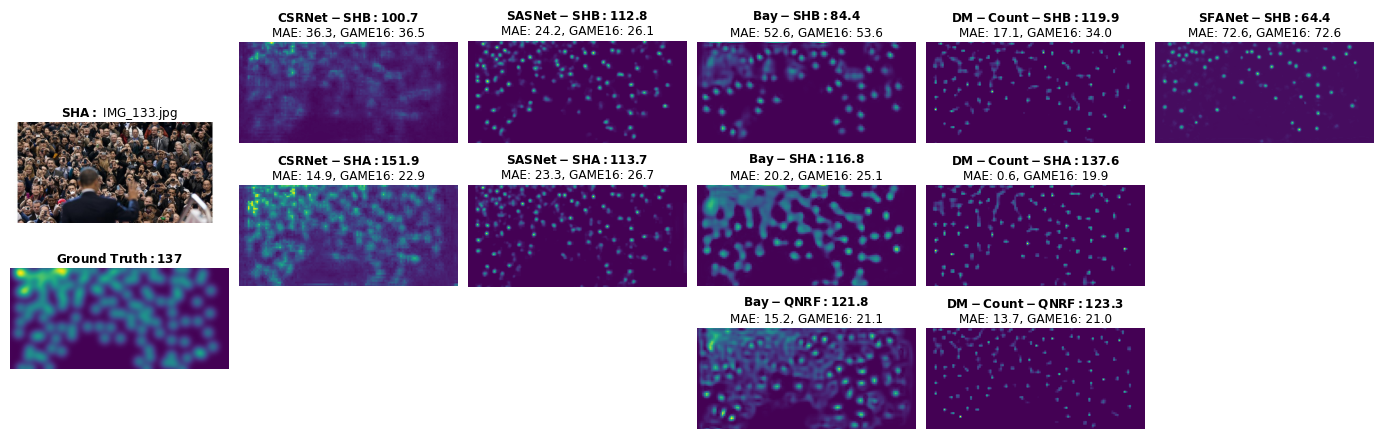 CSRNet − SHB : 100.7
MAE: 36.3, GAME16: 36.5
SASNet − SHB : 112.8
MAE: 24.2, GAME16: 26.1
Bay − SHB : 84.4
MAE: 52.6, GAME16: 53.6
DM − Count − SHB : 119.9
MAE: 17.1, GAME16: 34.0
SFANet − SHB : 64.4
MAE: 72.6, GAME16: 72.6
SHA : IMG_133.jpg
CSRNet − SHA : 151.9
MAE: 14.9, GAME16: 22.9
SASNet − SHA : 113.7
MAE: 23.3, GAME16: 26.7
Bay − SHA : 116.8
MAE: 20.2, GAME16: 25.1
DM − Count − SHA : 137.6
MAE: 0.6, GAME16: 19.9
Ground Truth : 137
Bay − QNRF : 121.8
MAE: 15.2, GAME16: 21.1
DM − Count − QNRF : 123.3
MAE: 13.7, GAME16: 21.0